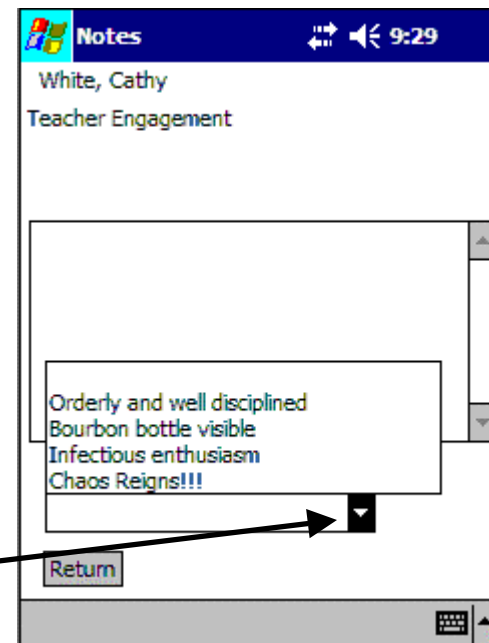 Notes 9:29
White, Cathy
Teacher Engagement
Orderly and well disciplined
Bourbon bottle visible
Infectious enthusiasm
Chaos Reigns!!!
Return